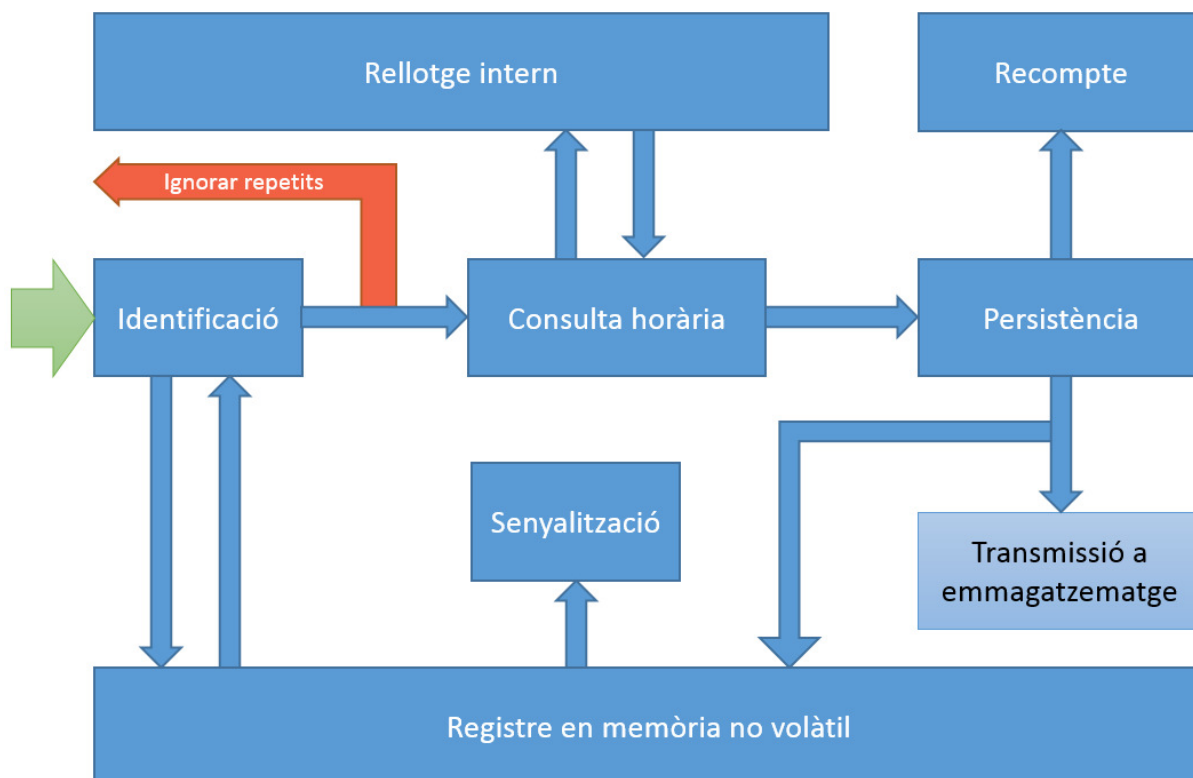 Rellotge intern
Recompte
Ignorar repetits
Identificació
Consulta horària
Persistència
Senyalització
Transmissió a
emmagatzematge
Registre en memòria no volàtil